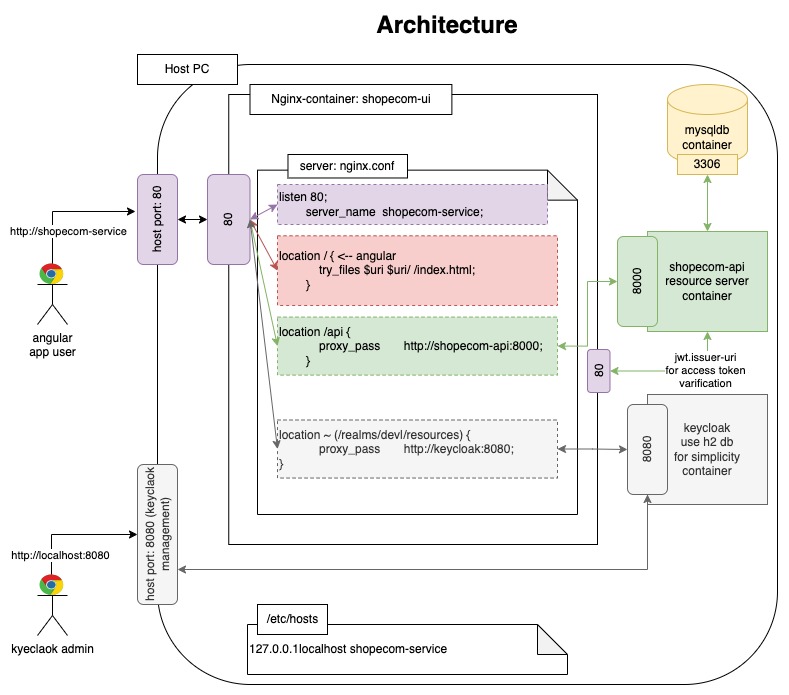 Architecture
Host PC
Nginx-container: shopecom-ui
mysqldb
container
3306
server: nginx.conf
host port: 80
80
listen 80;
server_name shopecom-service;
http://shopecom-service
location / { <-- angular
try_files $uri $uri/ /index.html;
}
8000
shopecom-api
resource server
container
angular
app user
location /api {
proxy_pass http://shopecom-api:8000;
}
80
jwt.issuer-uri
for access token
varification
location ~ (/realms/devl/resources) {
proxy_pass http://keycloak:8080;
}
8080
keycloak
use h2 db
for simplicity
container
host port: 8080 (keyclaok
management)
http://localhost:8080
kyeclaok admin
/etc/hosts
127.0.0.1localhost shopecom-service